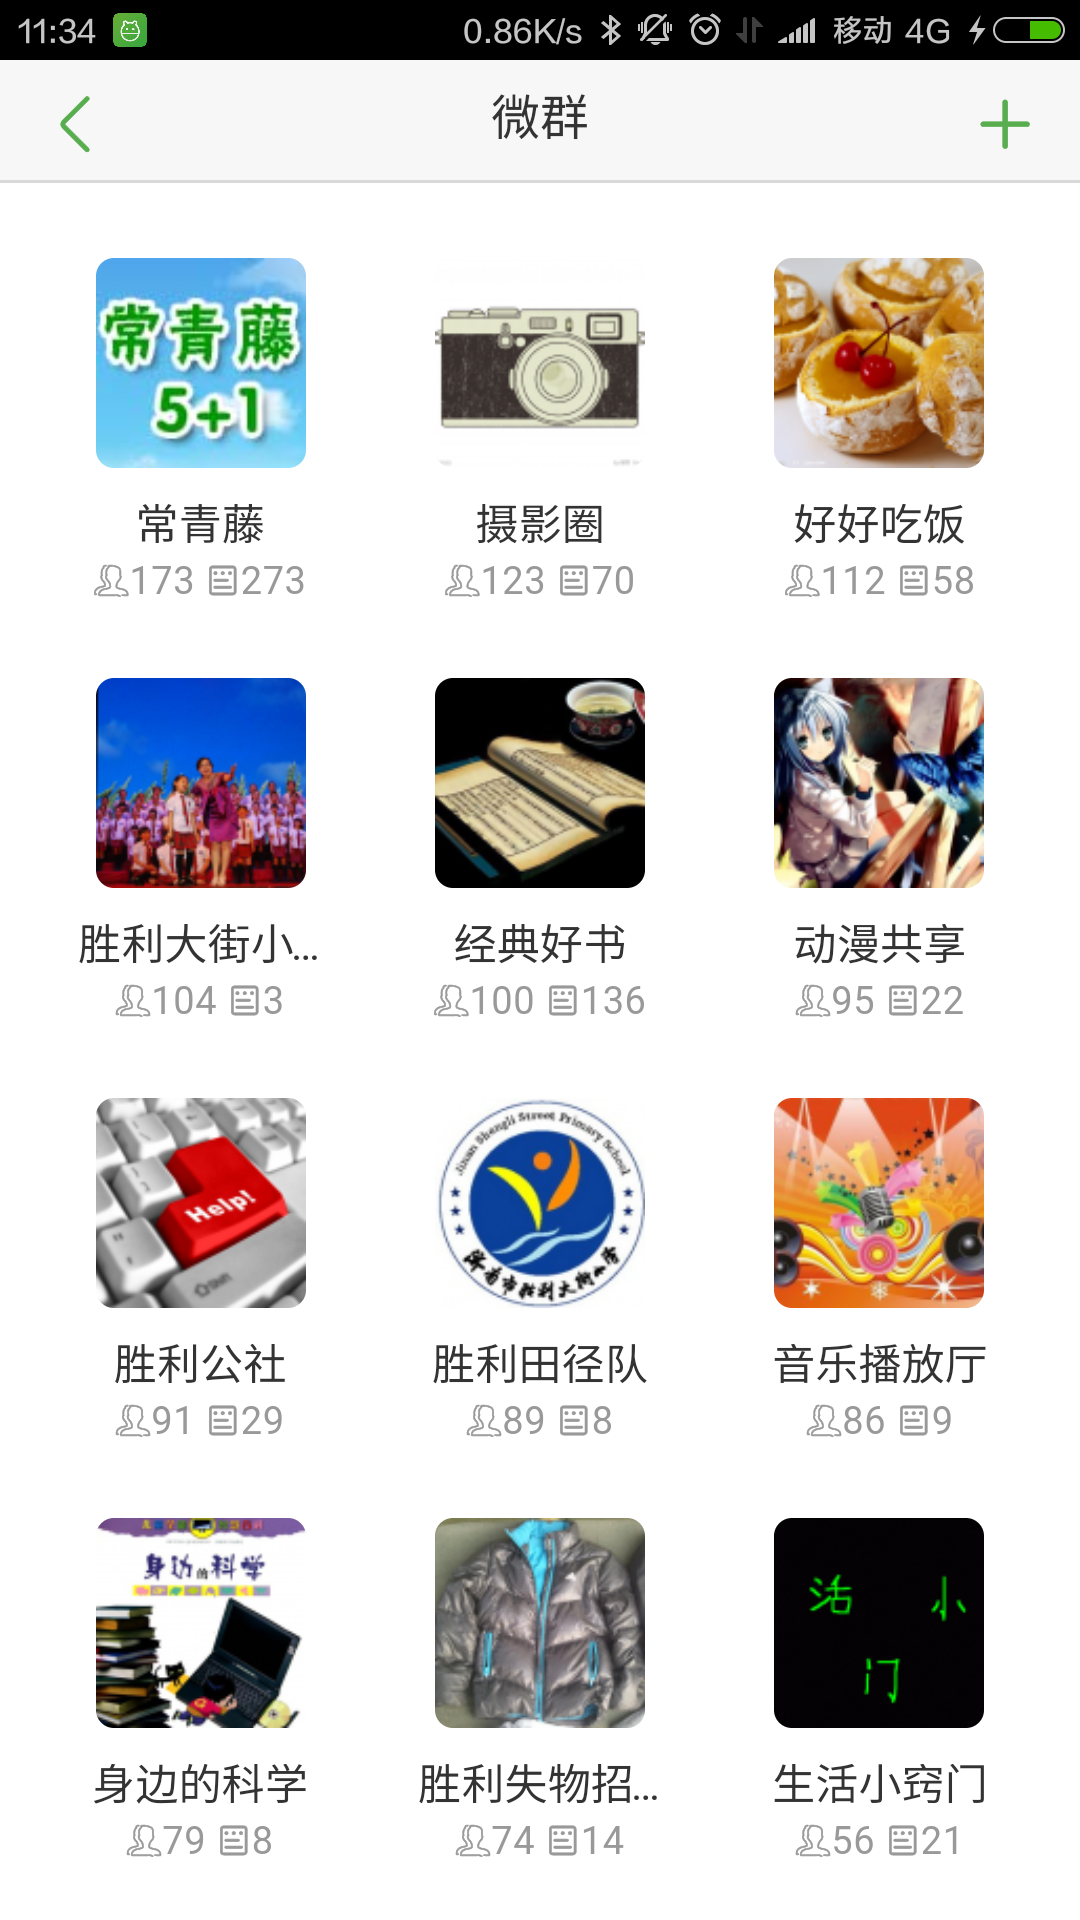 11:34
0.86K/s
移动 4G
微群
常青藤
5+1
常青藤
173 273
摄影圈
123 70
好好吃饭
112 58
胜利大街小...
104 3
经典好书
100 136
动漫共享
95 22
Help!
Shift
胜利公社
91 29
Jinan Shengli Street Primary School
济南市胜利大街小学
胜利田径队
89 8
音乐播放厅
86 9
身边的科学
身边的科学
79 8
胜利失物招...
74 14
活 小
门
生活小窍门
56 21